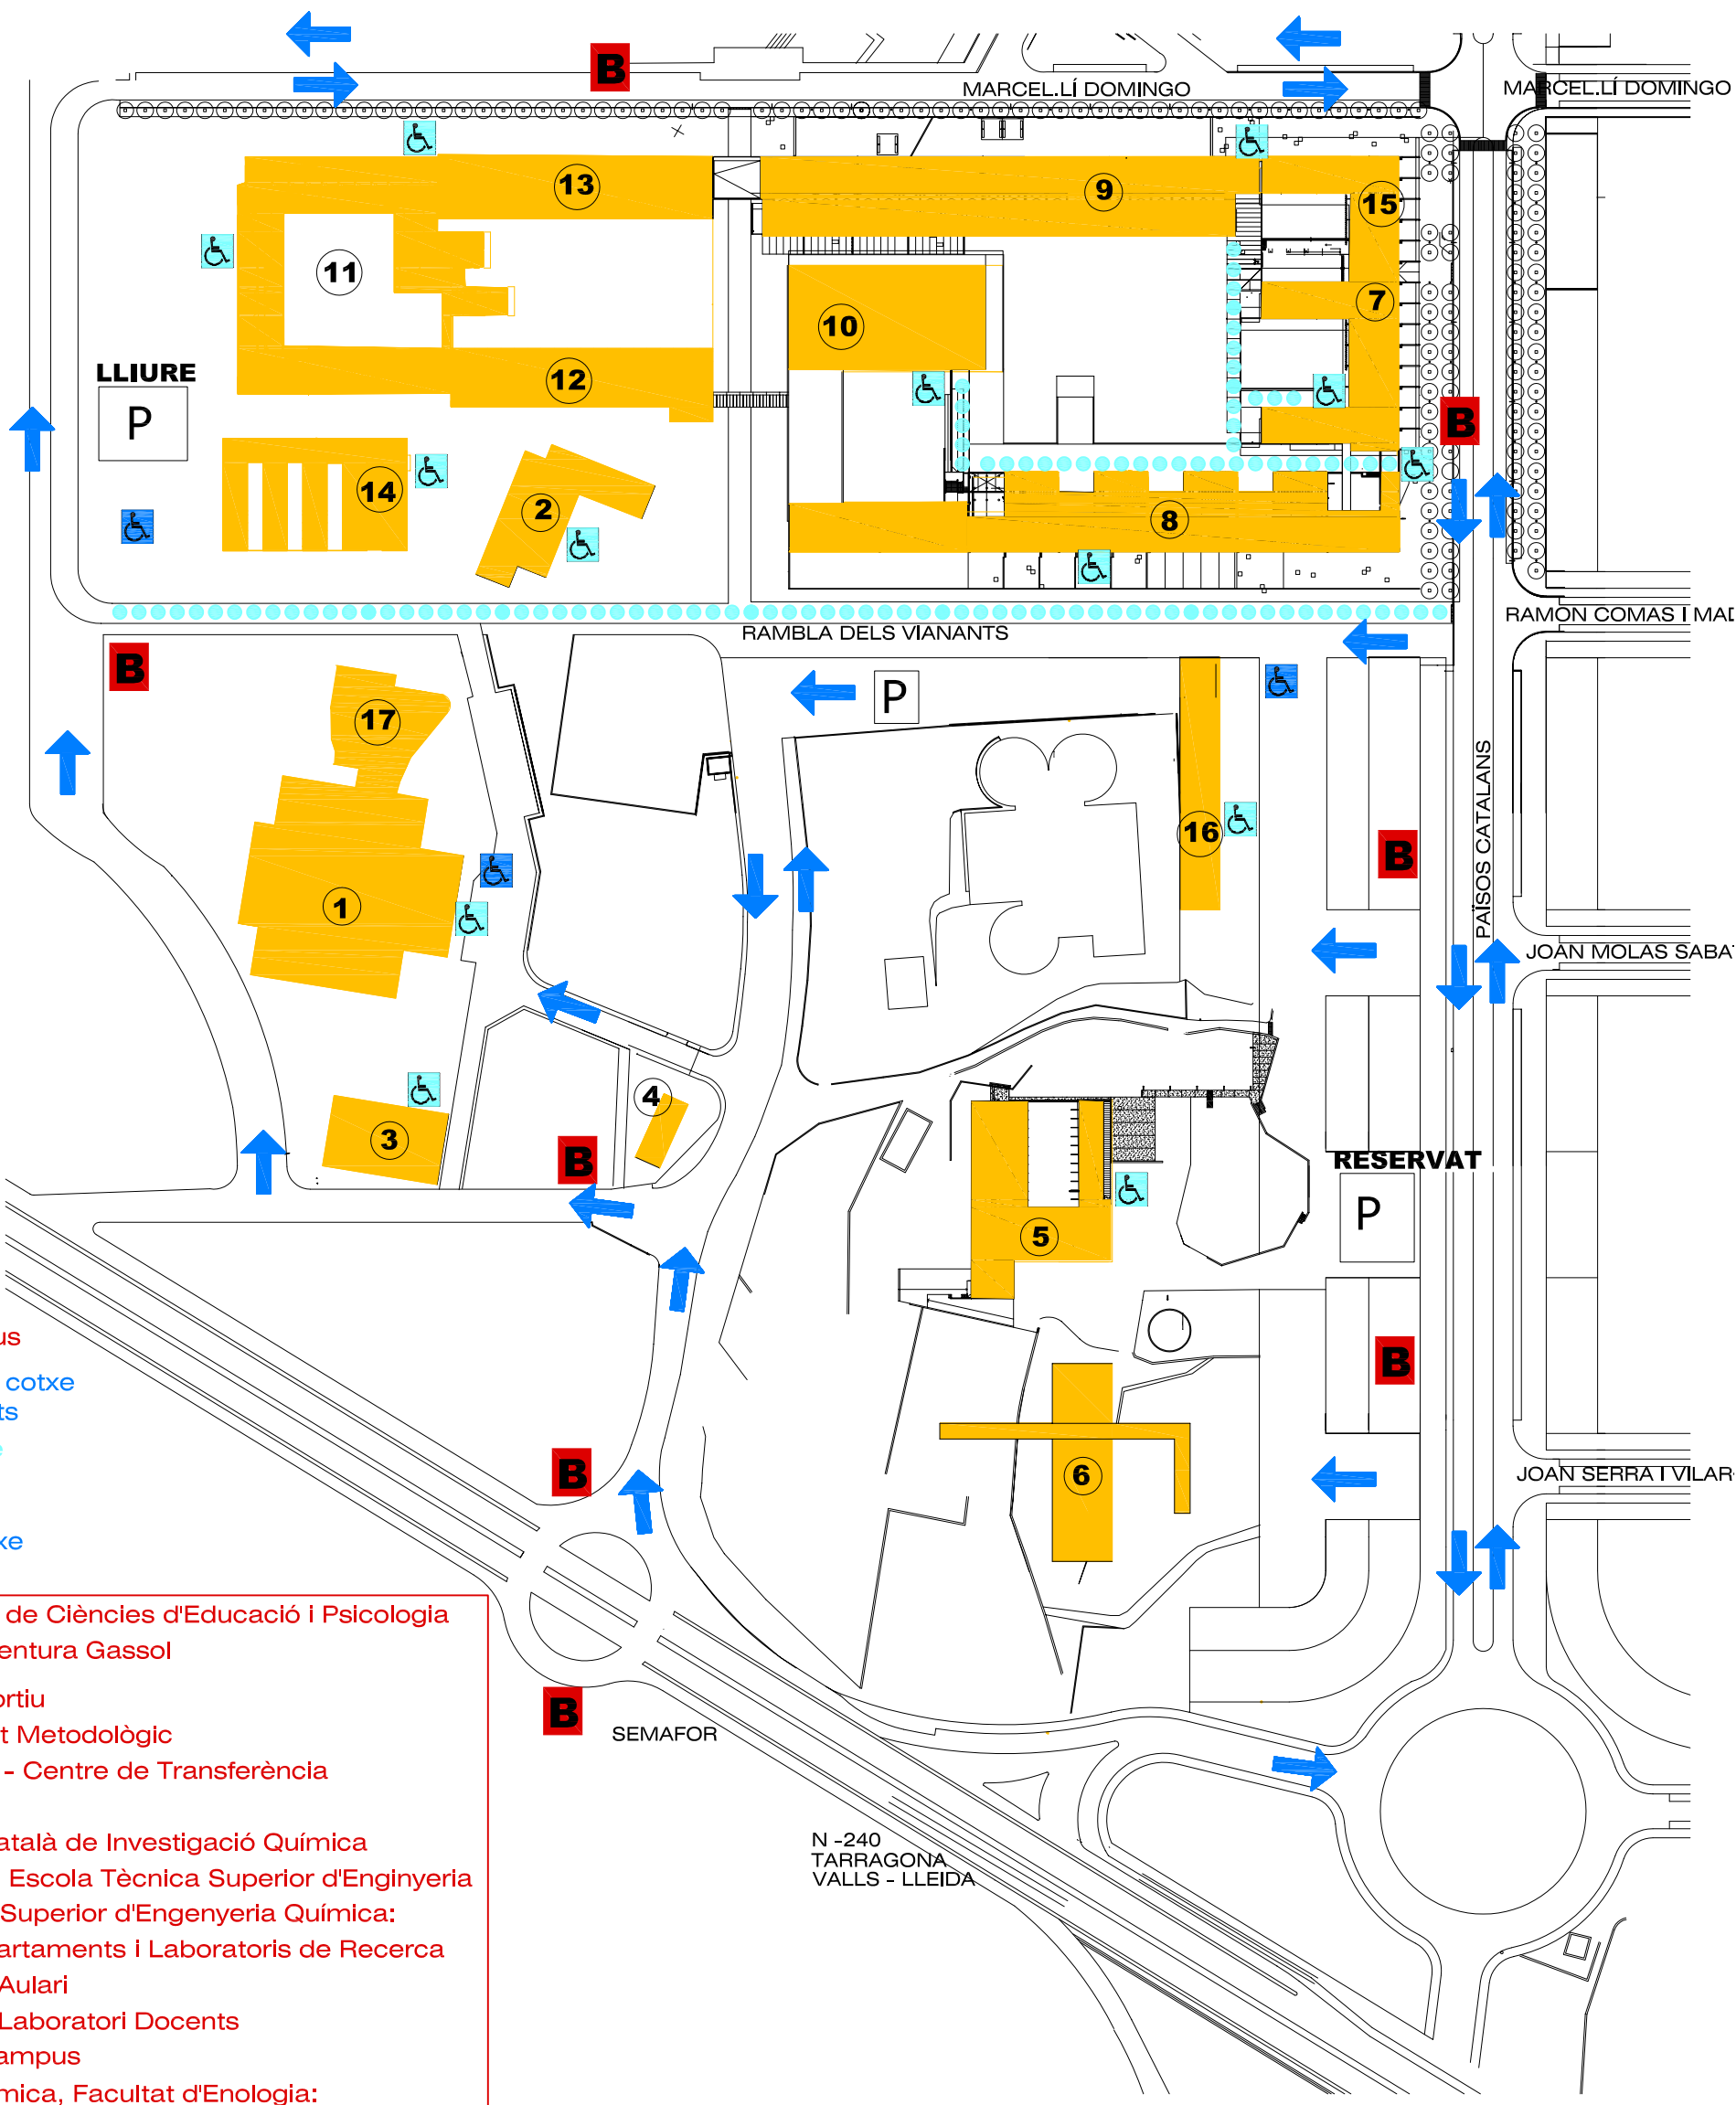 B
MARCEL.LÍ DOMINGO
MARCEL.LÍ DOMINGO
13
9
15
11
7
10
LLIURE
P
12
B
14
2
8
RAMBLA DELS VIANANTS
RAMON COMAS I MAI
B
P
17
PAÏSOS CATALANS
16
B
1
JOAN MOLAS SABAT
4
3
B
RESERVAT
P
5
us
B
cotxe
ts
e
B
6
JOAN SERRA I VILAR
xe
de Ciències d'Educació i Psicologia
entura Gassol
ortiu
B
SEMAFOR
t Metodològic
- Centre de Transferència
N -240
TARRAGONA
VALLS - LLEIDA
atalà de Investigació Química
Escola Tècnica Superior d'Enginyeria
Superior d'Engenyeria Química:
artaments i Laboratoris de Recerca
Aulari
Laboratori Docents
ampus
mica, Facultat d'Enologia: